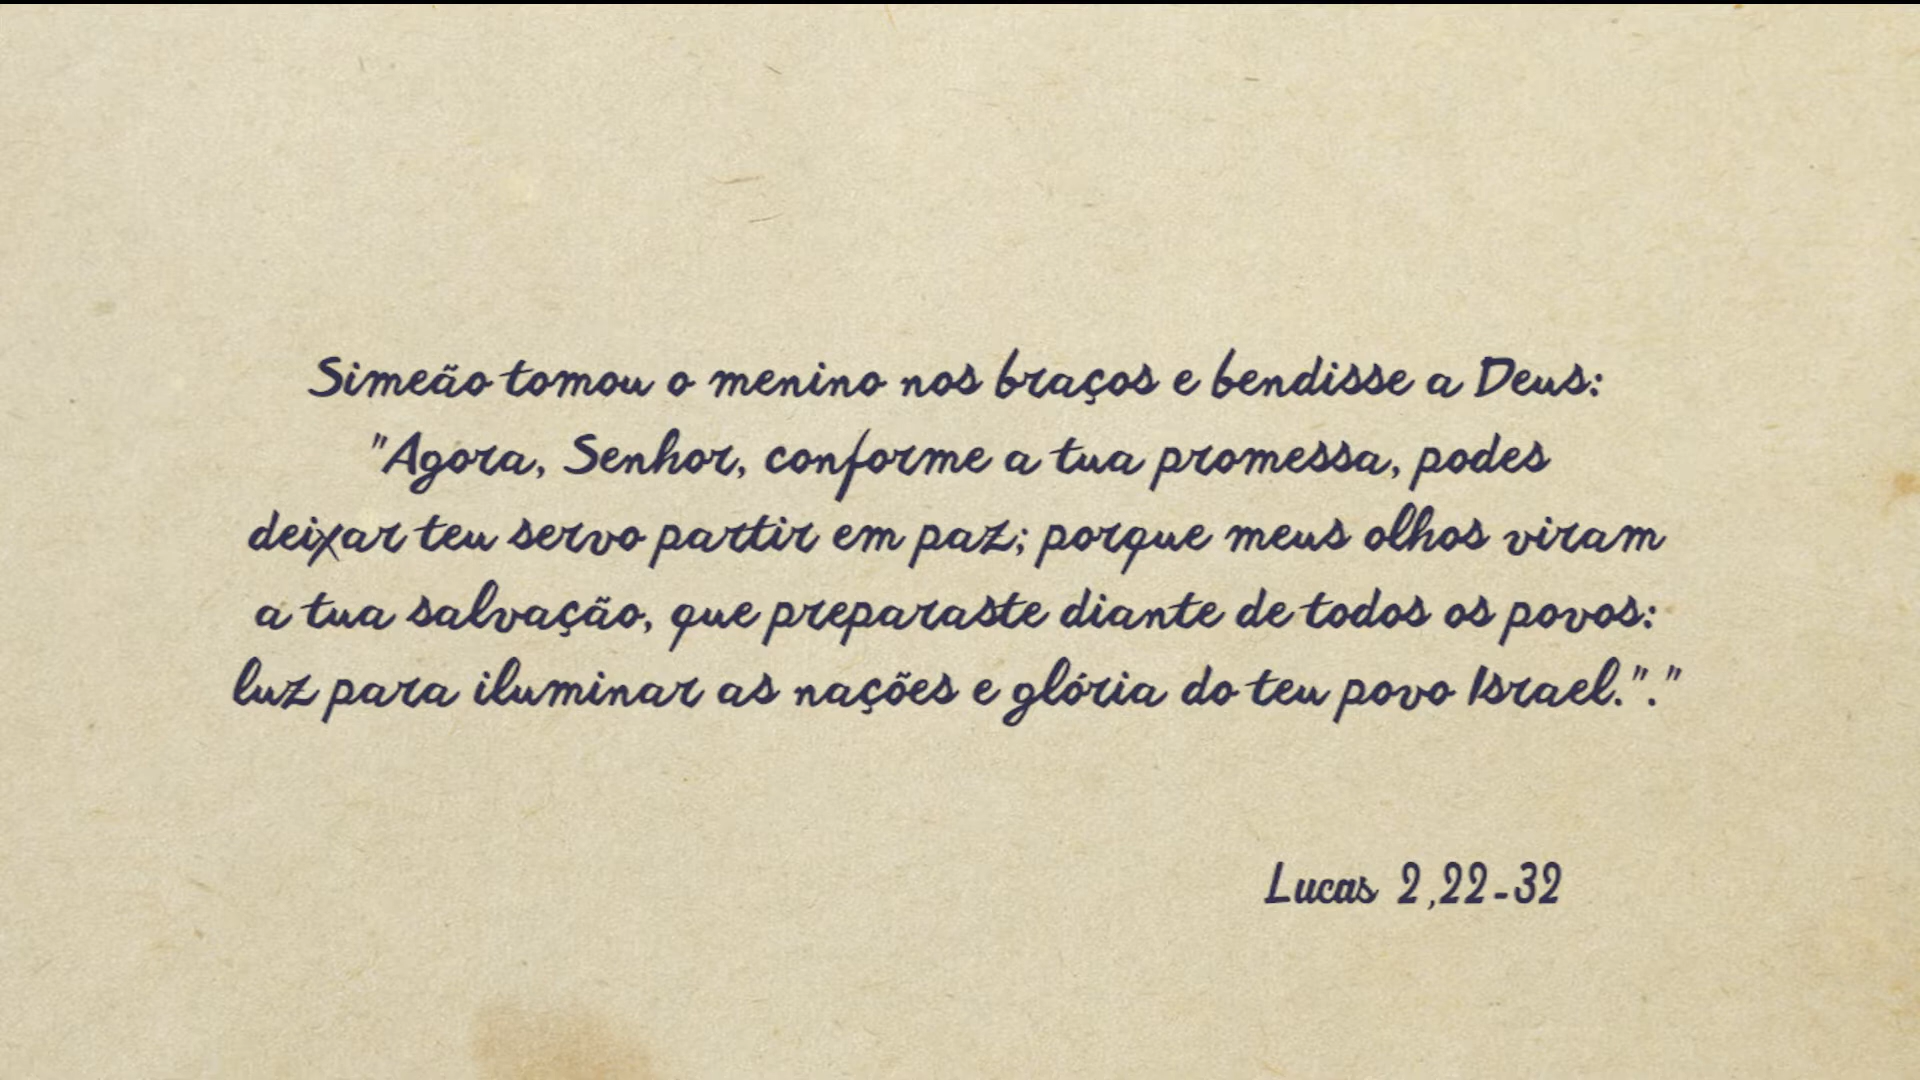 Simeão tomou o menino nos braços e bendisse a Deus:
"Agora, Senhor, conforme a tua promessa, podes
deixar teu servo partir em paz; porque meus olhos viram
a tua salvação, que preparaste diante de todos os povos:
luz para iluminar as nações e glória do teu povo Israel."."
Lucas 2,22-32